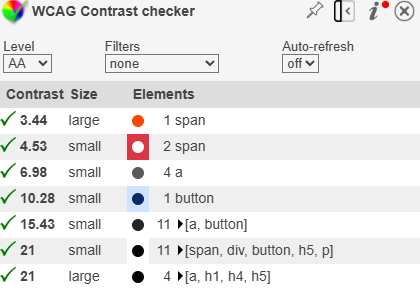 WCAG Contrast checker
Level Filters Auto-refresh
AA none off
Contrast Size Elements
3.44 large 1 span
4.53 small 2 span
6.98 small 4 a
10.28 small 1 button
15.43 small 11 [a, button]
21 small 11 [span, div, button, h5, p]
21 large 4 [a, h1, h4, h5]